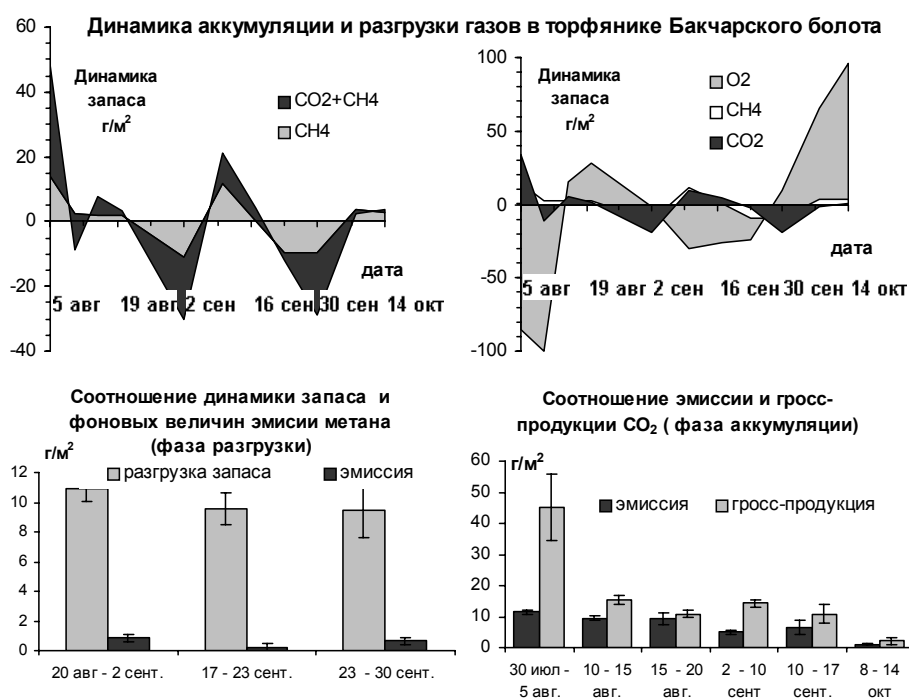 Динамика аккумуляции и разгрузки газов в торфянике Бакчарского болота
60
40
20
0
-20
-40
Динамика
запаса
г/м²
CO2+CH4
CH4
дата
5 авг 19 авг 2 сен 16 сен 30 сен 14 окт
100
50
0
-50
-100
Динамика
запаса
г/м²
O2
CH4
CO2
дата
5 авг 19 авг 2 сен 16 сен 30 сен 14 окт
Соотношение динамики запаса и
фоновых величин эмисии метана
(фаза разгрузки)
г/м²
разгрузка запаса эмиссия
12
10
8
6
4
2
0
20 авг - 2 сент. 17 - 23 сент. 23 - 30 сент.
Соотношение эмиссии и гросс-
продукции CO₂ ( фаза аккумуляции)
г/м²
эмиссия гросс-продукция
60
50
40
30
20
10
0
30 июл - 10 - 15 15 - 20 2 - 10 10 - 17 8 - 14
5 авг. авг. авг. сент сент. окт